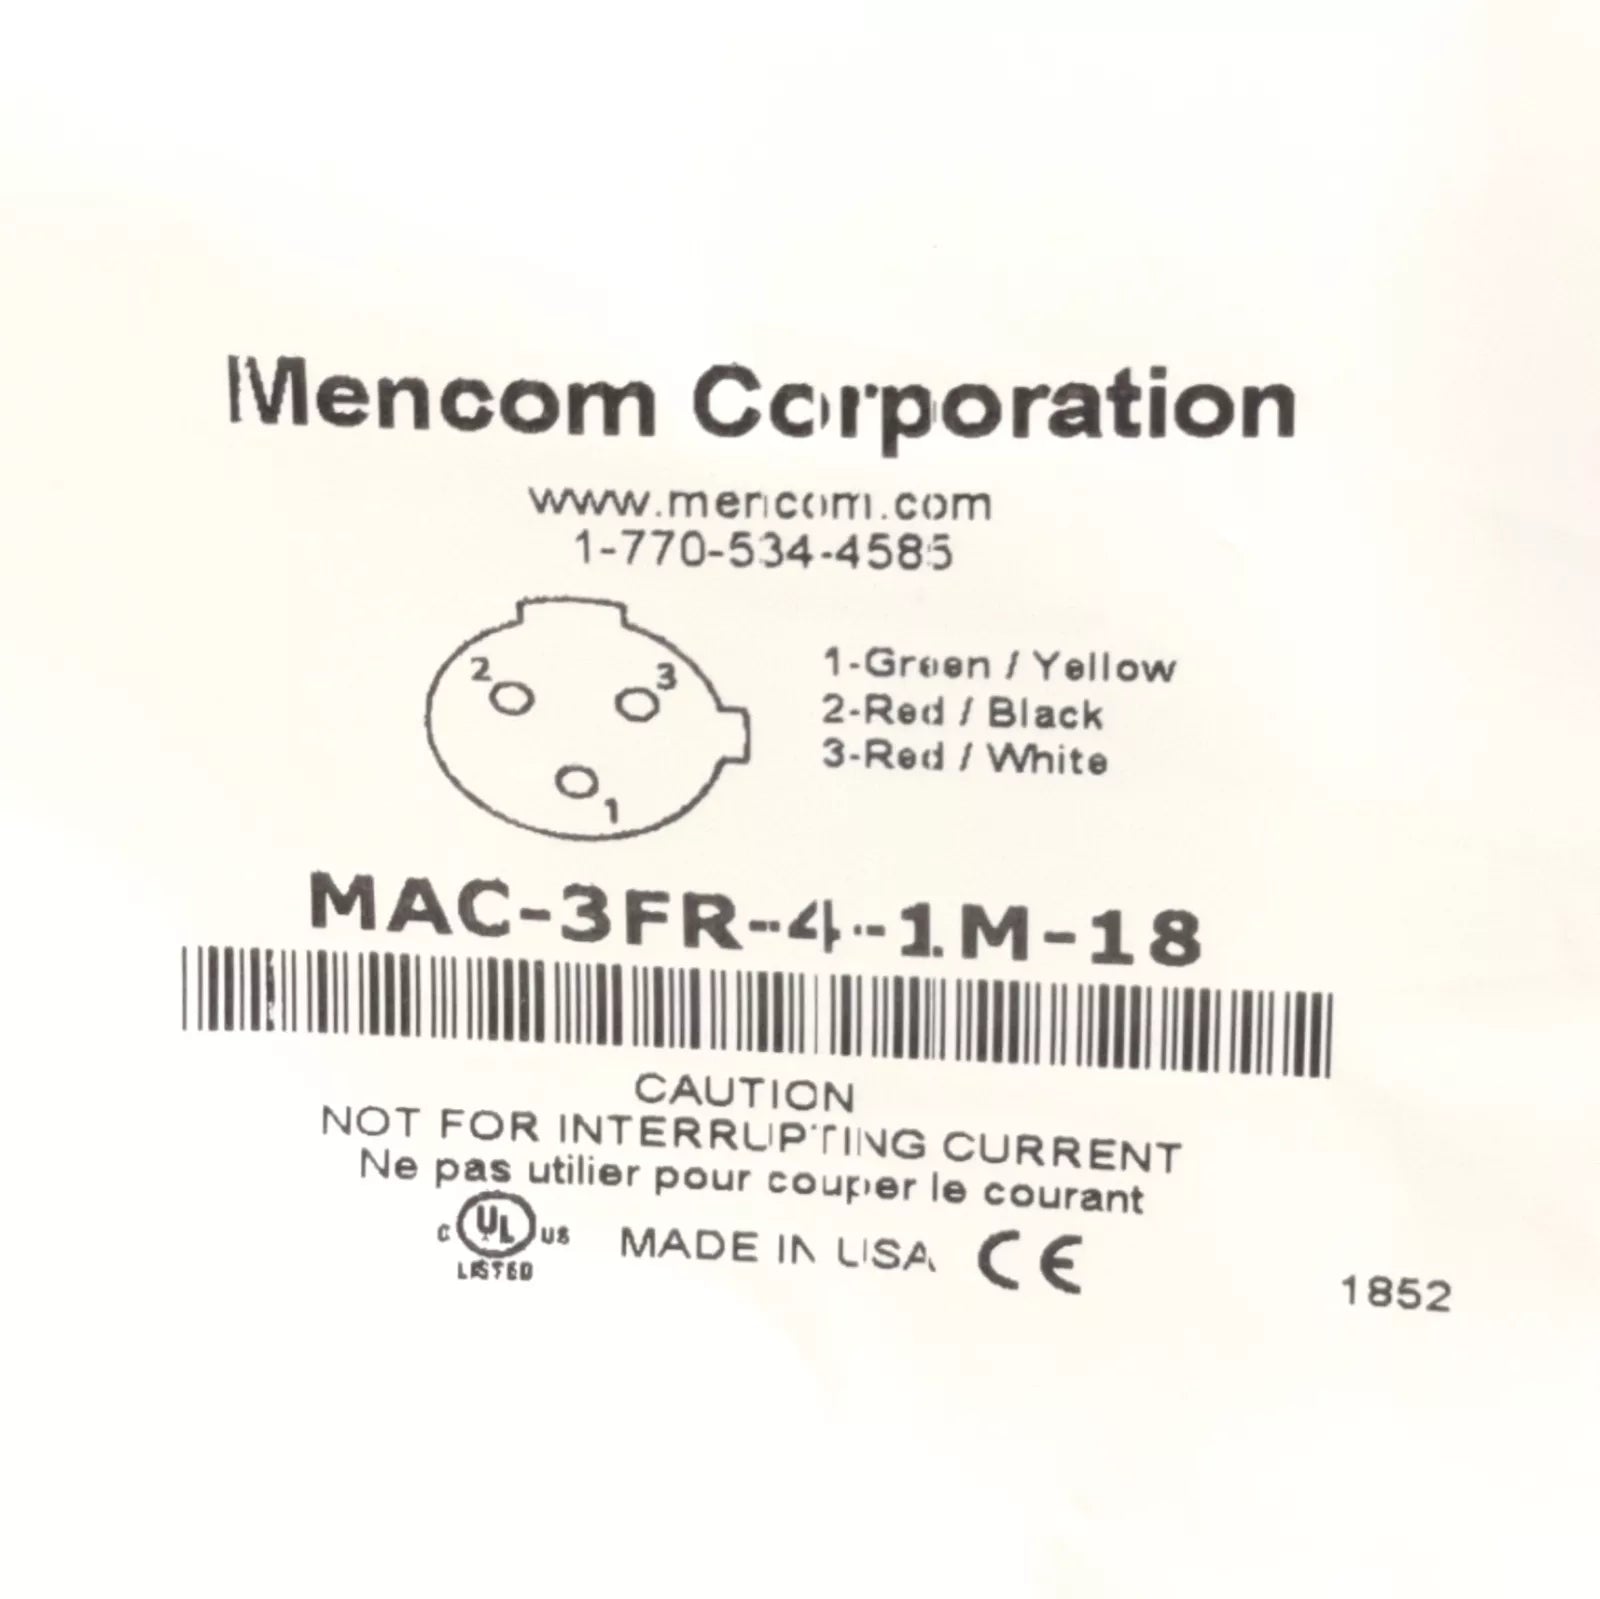 Mencom Corporation
www.mencom.com
1-770-534-4585
2
3
1
1-Green / Yellow
2-Red / Black
3-Red / White
MAC-3FR-4-1M-18
CAUTION
NOT FOR INTERRUPTING CURRENT
Ne pas utilier pour couper le courant
C UL US
LISTED
MADE IN USA CE
1852